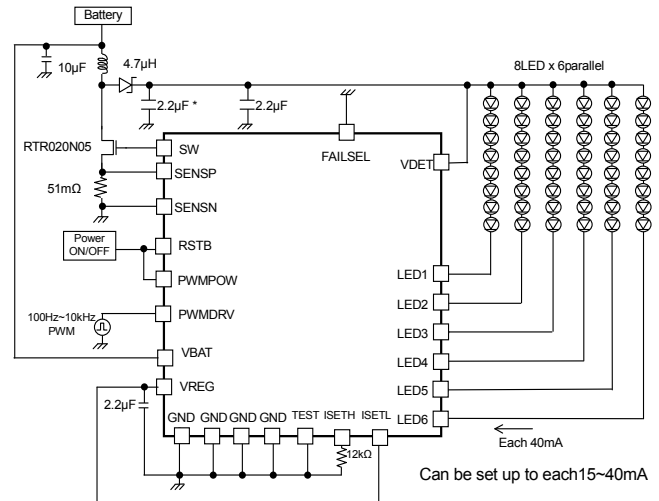 Battery
10µF
4.7µH
8LED x 6parallel
2.2µF *
2.2µF
RTR020N05
SW
FAILSEL
VDET
SENSP
51mΩ
SENSN
Power
ON/OFF
RSTB
PWMPOW
LED1
LED2
100Hz~10kHz
PWM
PWMDRV
LED3
VBAT
LED4
VREG
LED5
2.2µF
GND
GND
GND
GND
TEST
ISETH
ISETL
LED6
Each 40mA
12kΩ
Can be set up to each15~40mA